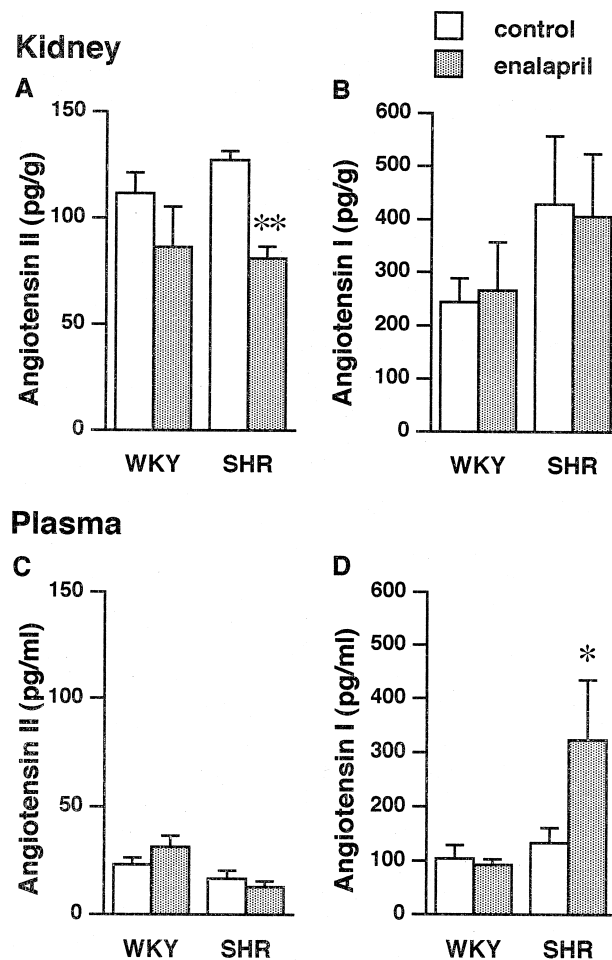 control
enalapril
Kidney
A
Angiotensin II (pg/g)
150
100
50
0
**
WKY SHR
B
Angiotensin I (pg/g)
600
500
400
300
200
100
0
WKY SHR
Plasma
C
Angiotensin II (pg/ml)
150
100
50
0
WKY SHR
D
Angiotensin I (pg/ml)
600
500
400
300
200
100
0
*
WKY SHR